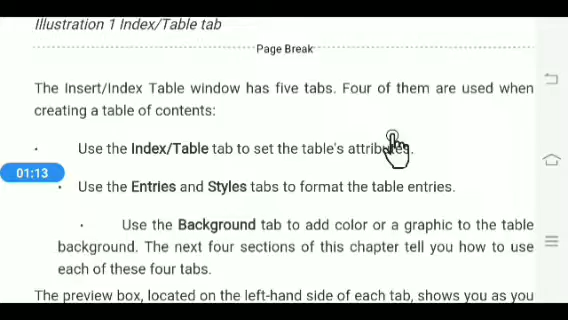 Illustration 1 Index/Table tab
Page Break
The Insert/Index Table window has five tabs. Four of them are used when
creating a table of contents:
· Use the Index/Table tab to set the table's attributes.
01:13
· Use the Entries and Styles tabs to format the table entries.
· Use the Background tab to add color or a graphic to the table
background. The next four sections of this chapter tell you how to use
each of these four tabs.
The preview box, located on the left-hand side of each tab, shows you as you